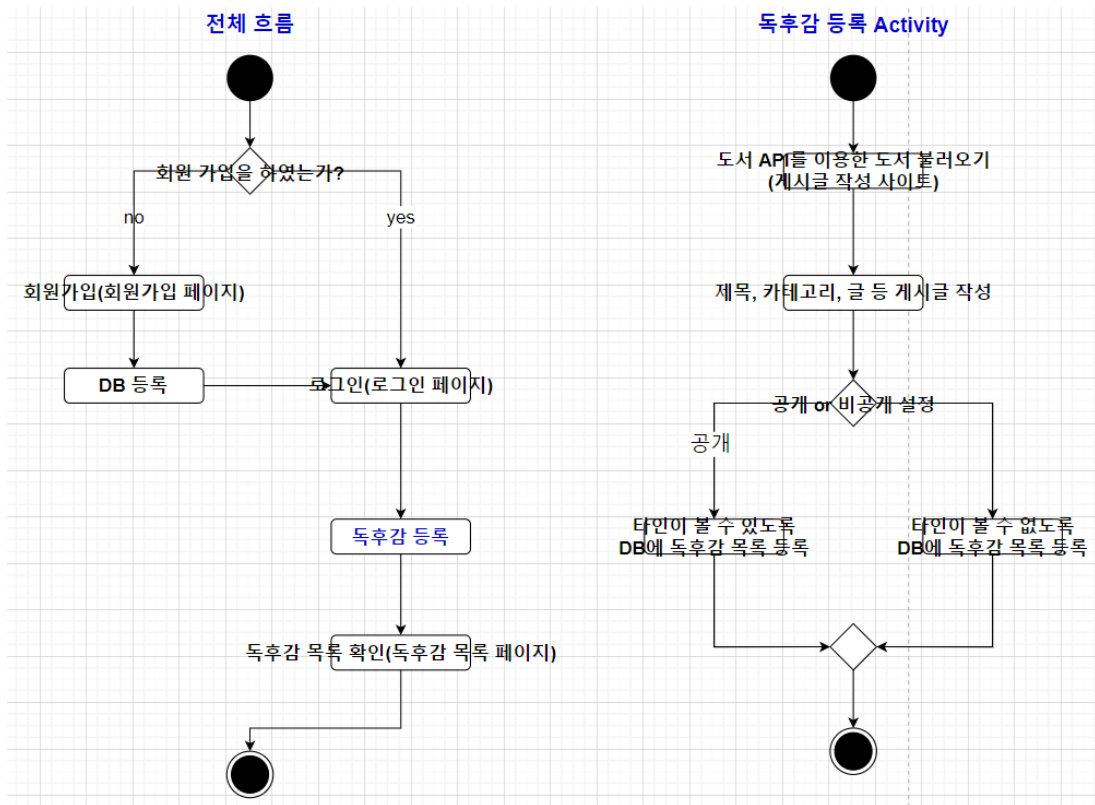 전체 흐름
회원 가입을 하였는가?
no
yes
회원가입(회원가입 페이지)
DB 등록
로그인(로그인 페이지)
독후감 등록
독후감 목록 확인(독후감 목록 페이지)
독후감 등록 Activity
도서 API를 이용한 도서 불러오기
(게시글 작성 사이트)
제목, 카테고리, 글 등 게시글 작성
공개 or 비공개 설정
공개
타인이 볼 수 있도록
DB에 독후감 목록 등록
타인이 볼 수 없도록
DB에 독후감 목록 등록